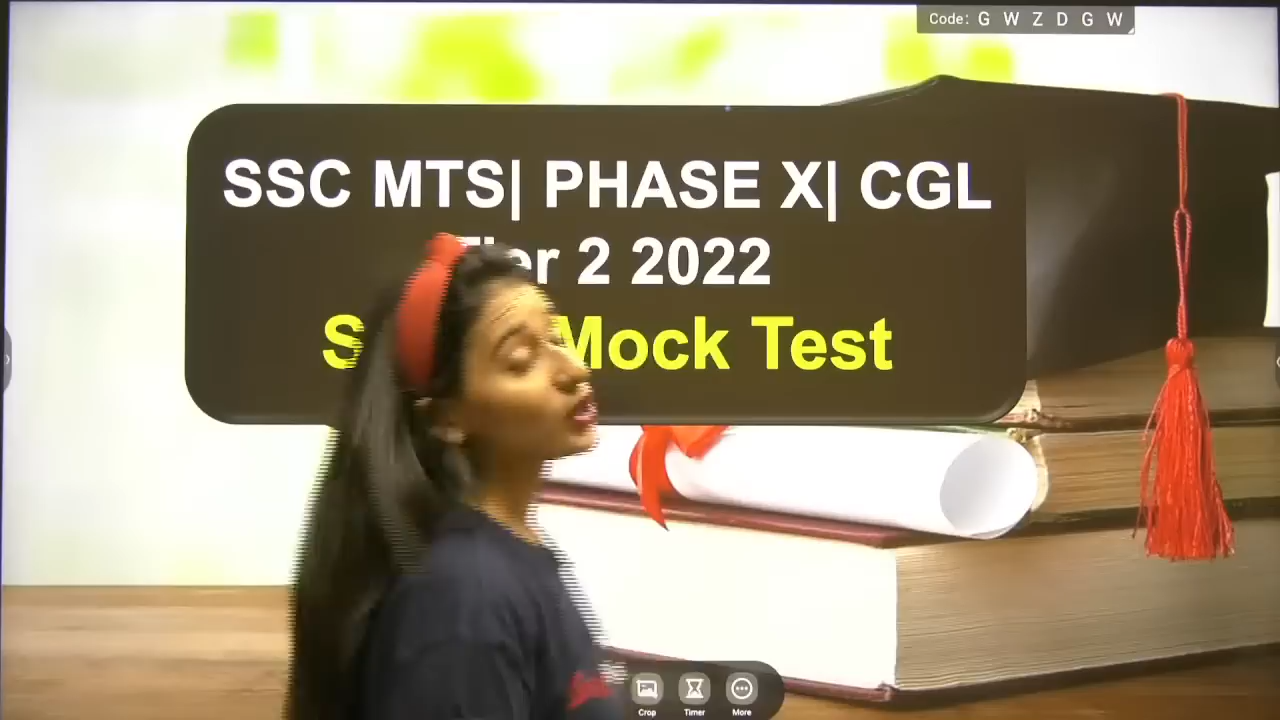 Code: G W Z D G W
SSC MTS| PHASE X| CGL
2 2022
Mock Test
Crop Timer More